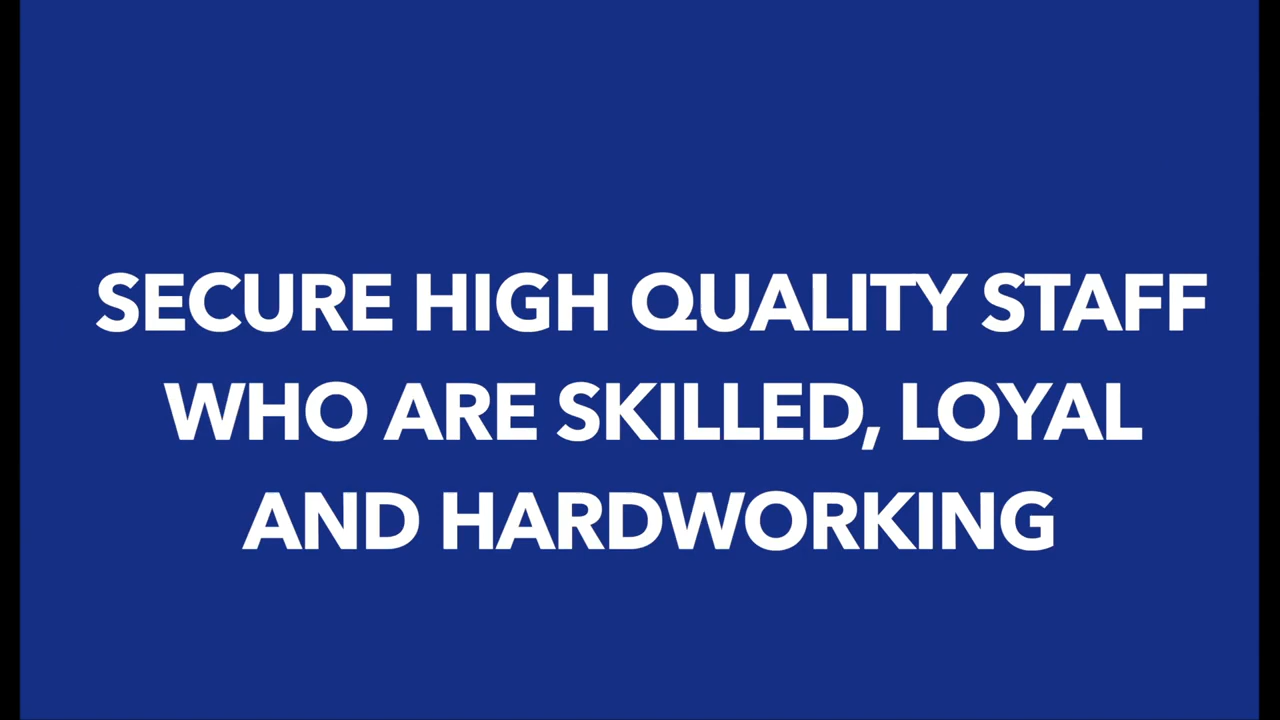 SECURE HIGH QUALITY STAFF
WHO ARE SKILLED, LOYAL
AND HARDWORKING